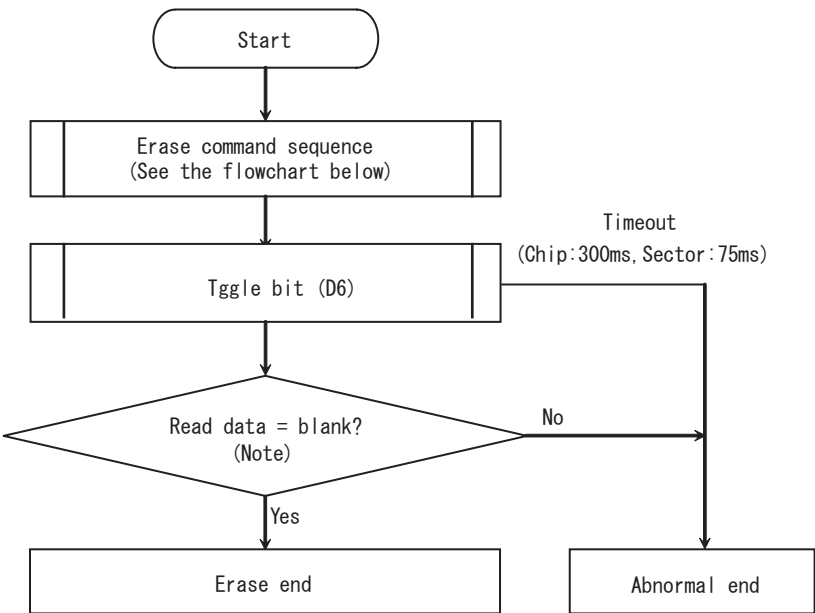 Start
Erase command sequence
(See the flowchart below)
Timeout
(Chip:300ms,Sector:75ms)
Tggle bit (D6)
Read data = blank?
(Note)
No
Yes
Erase end
Abnormal end